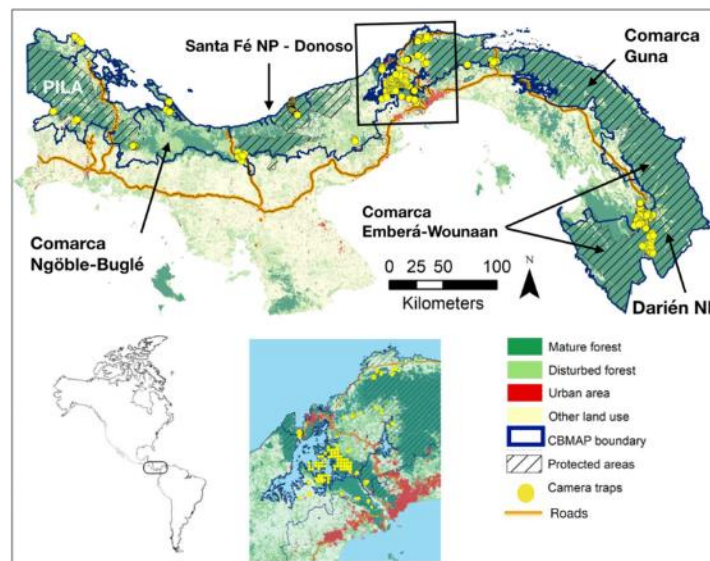 Santa Fé NP - Donoso
Comarca
Guna
PILA
Comarca
Emberá-Wounaan
Comarca
Ngöble-Buglé
0 25 50 100
Kilometers
N
Darién NP
Mature forest
Disturbed forest
Urban area
Other land use
CBMAP boundary
Protected areas
Camera traps
Roads